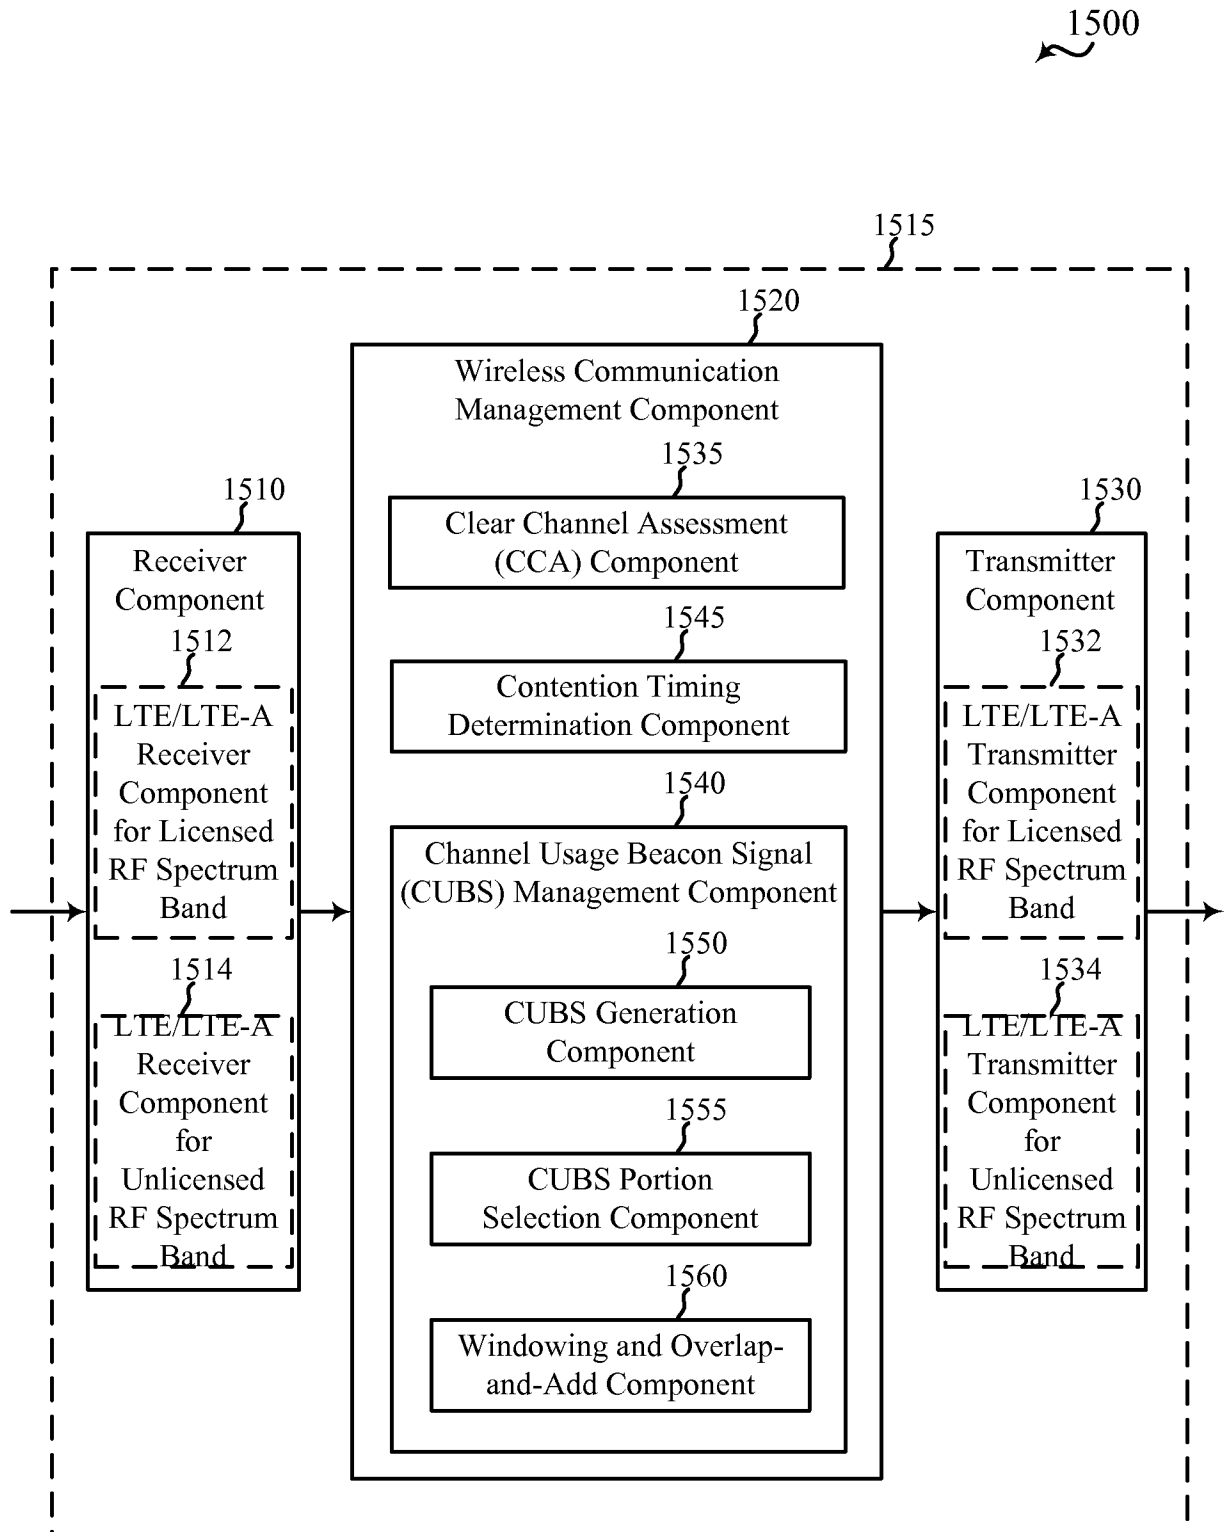 1500
1515
1520
Wireless Communication
Management Component
1535
Clear Channel Assessment
(CCA) Component
1545
Contention Timing
Determination Component
1540
Channel Usage Beacon Signal
(CUBS) Management Component
1550
CUBS Generation
Component
1555
CUBS Portion
Selection Component
1560
Windowing and Overlap-
and-Add Component
1510
Receiver
Component
1512
LTE/LTE-A
Receiver
Component
for Licensed
RF Spectrum
Band
1514
LTE/LTE-A
Receiver
Component
for
Unlicensed
RF Spectrum
Band
1530
Transmitter
Component
1532
LTE/LTE-A
Transmitter
Component
for Licensed
RF Spectrum
Band
1534
LTE/LTE-A
Transmitter
Component
for
Unlicensed
RF Spectrum
Band